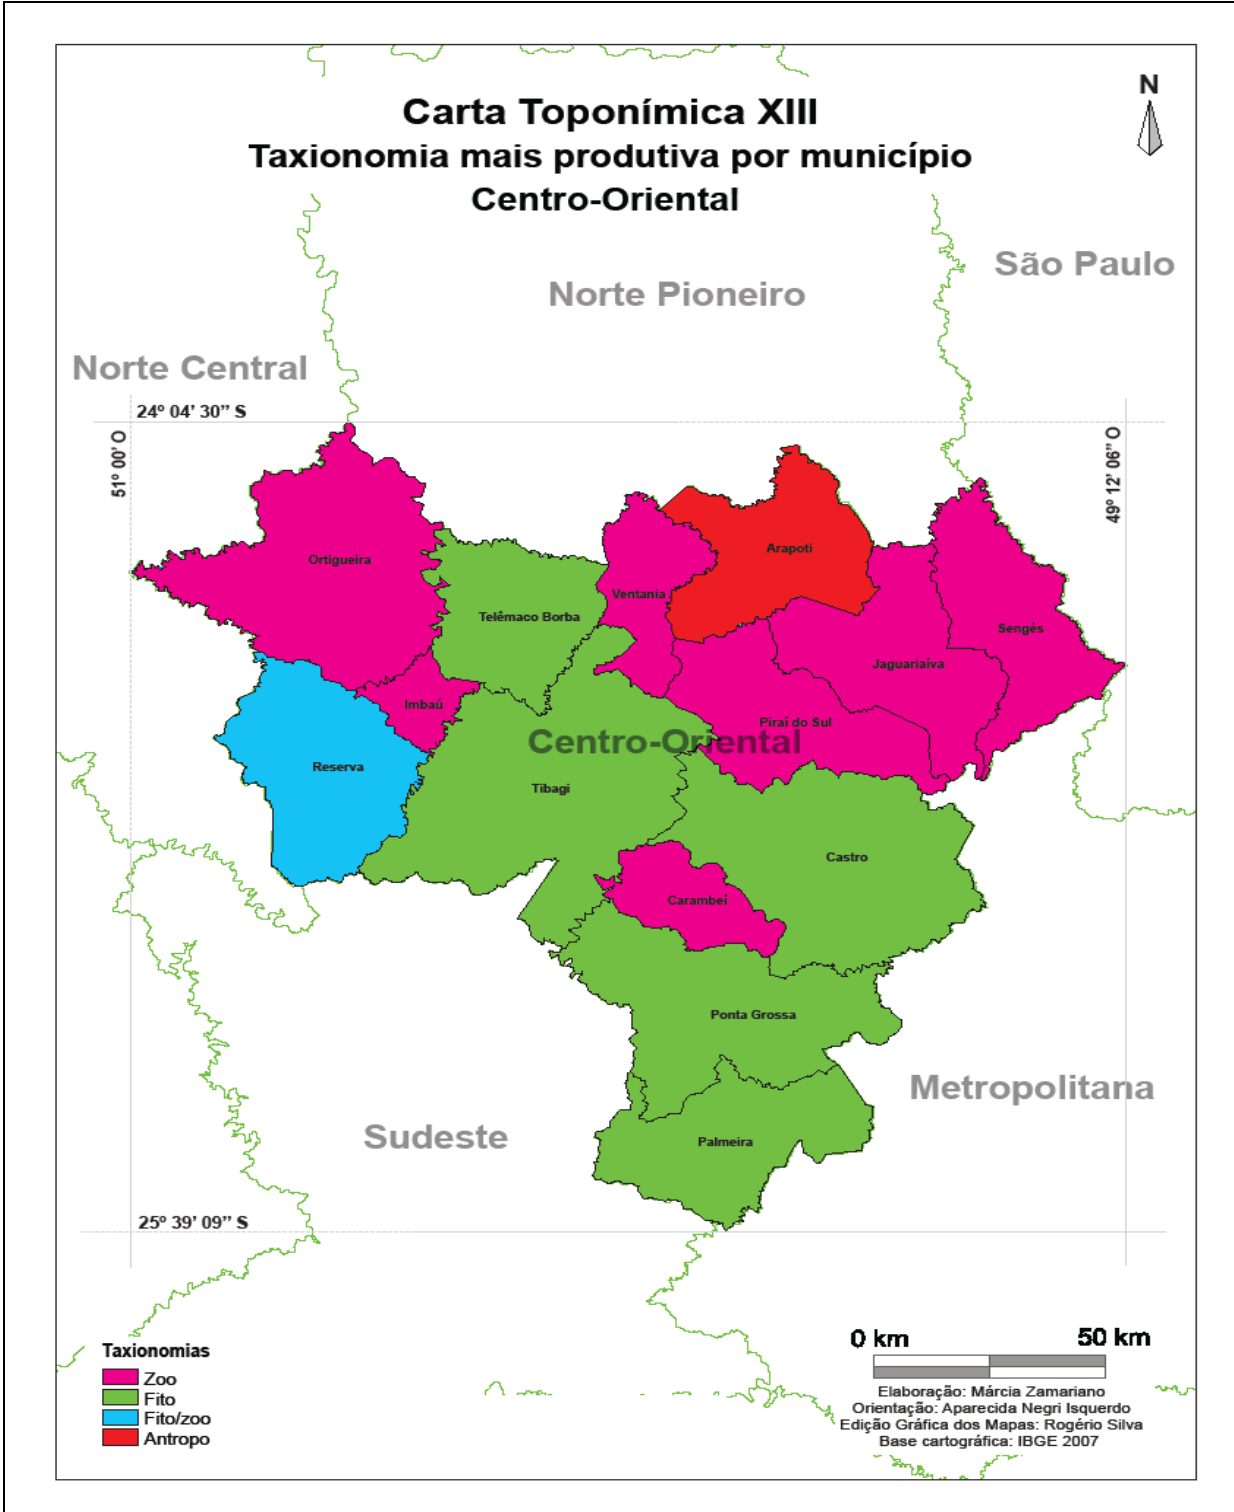 Carta Toponímica XIII
Taxionomia mais produtiva por município
Centro-Oriental
N
São Paulo
Norte Pioneiro
Norte Central
24º 04' 30" S
51º 00' O
49º 12' 06" O
Ortigueira
Arapoti
Ventania
Telêmaco Borba
Sengés
Jaguariaíva
Imbaú
Piraí do Sul
Centro-Oriental
Reserva
Tibagi
Castro
Carambeí
Ponta Grossa
Metropolitana
Sudeste
Palmeira
25º 39' 09" S
Taxionomias
Zoo
Fito
Fito/zoo
Antropo
0 km 50 km
Elaboração: Márcia Zamariano
Orientação: Aparecida Negri Isquerdo
Edição Gráfica dos Mapas: Rogério Silva
Base cartográfica: IBGE 2007